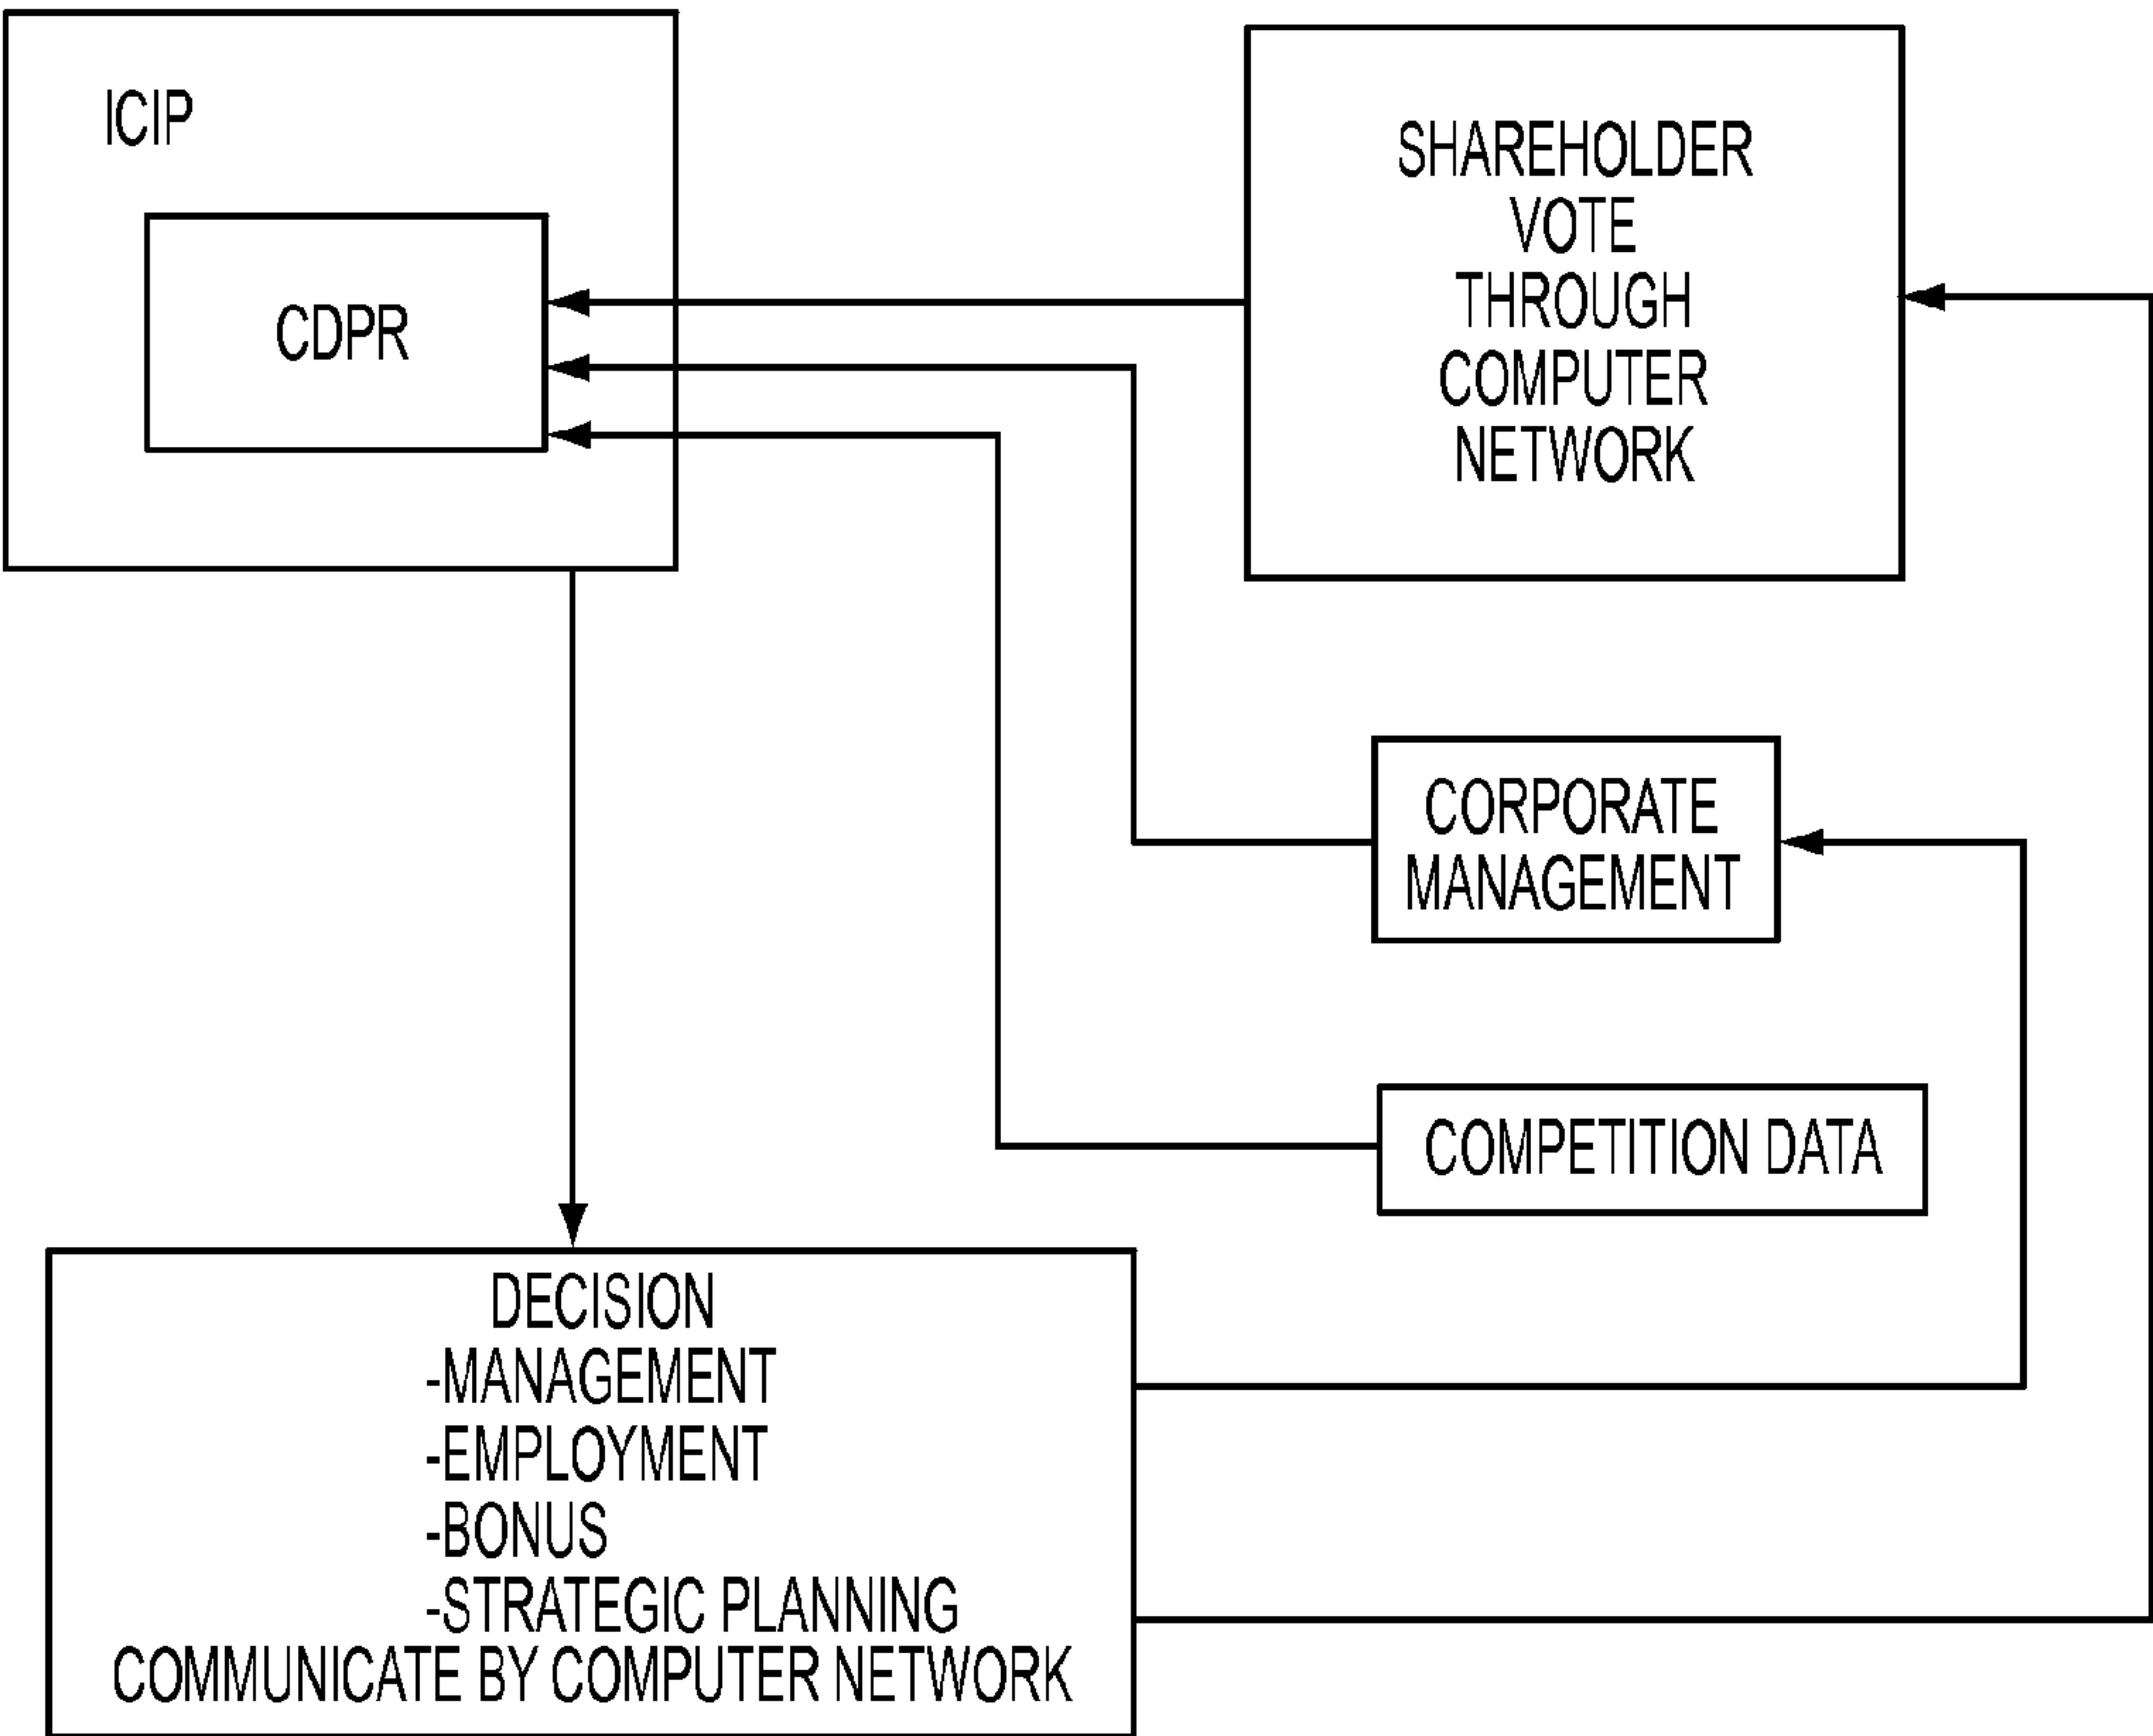 ICIP
CDPR
SHAREHOLDER
VOTE
THROUGH
COMPUTER
NETWORK
CORPORATE
MANAGEMENT
COMPETITION DATA
DECISION
-MANAGEMENT
-EMPLOYMENT
-BONUS
-STRATEGIC PLANNING
COMMUNICATE BY COMPUTER NETWORK